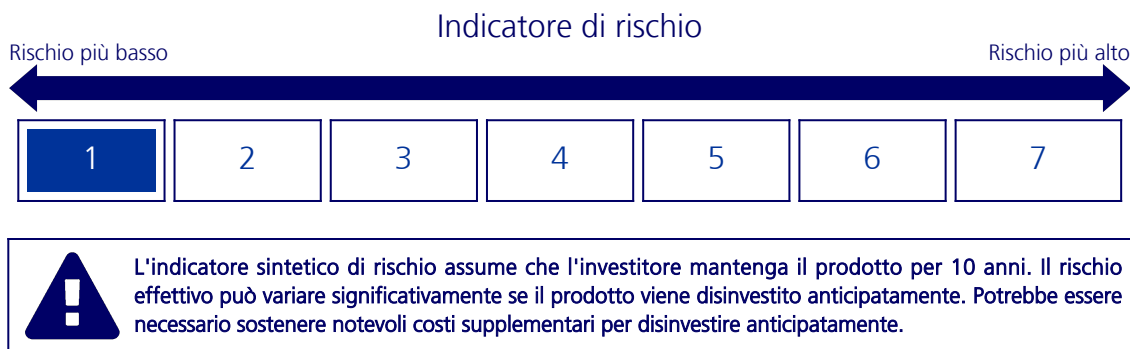 Indicatore di rischio
Rischio più basso
Rischio più alto
1 2 3 4 5 6 7
L'indicatore sintetico di rischio assume che l'investitore mantenga il prodotto per 10 anni. Il rischio
effettivo può variare significativamente se il prodotto viene disinvestito anticipatamente. Potrebbe essere
necessario sostenere notevoli costi supplementari per disinvestire anticipatamente.